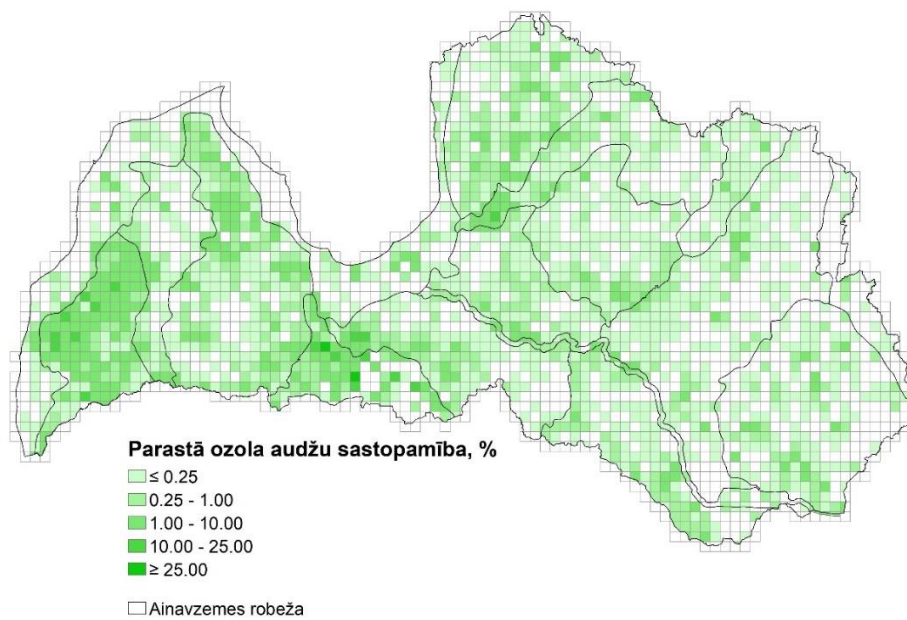 Parastā ozola audžu sastopamība, %
≤ 0.25
0.25 - 1.00
1.00 - 10.00
10.00 - 25.00
≥ 25.00
Ainavzemes robeža